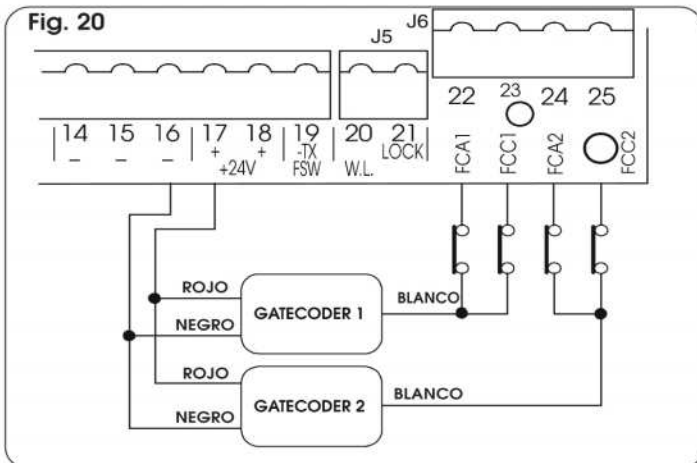 Fig. 20
J6
J5
22 23 24 25
14 15 16 17 18 19 20 21
– – – + + -TX LOCK
+24V FSW W.L.
FCA1 FCC1 FCA2 FCC2
ROJO
NEGRO
GATECODER 1
BLANCO
ROJO
NEGRO
GATECODER 2
BLANCO